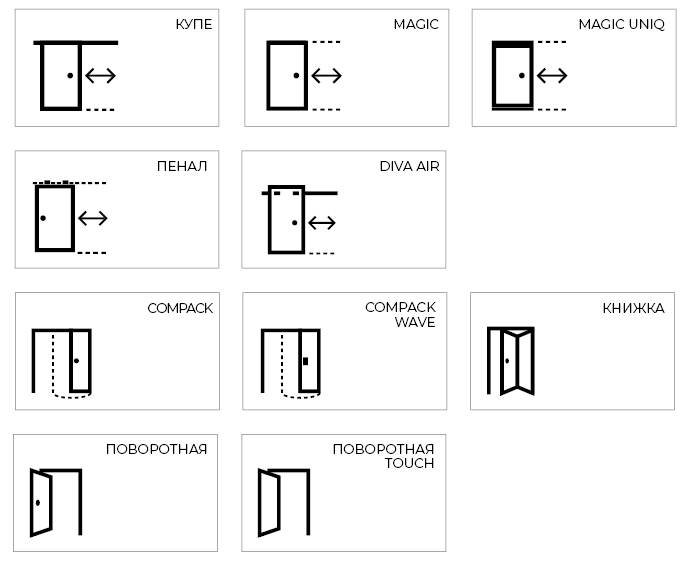 КУПЕ
MAGIC
MAGIC UNIQ
ПЕНАЛ
DIVA AIR
COMPACK
COMPACK
WAVE
КНИЖКА
ПОВОРОТНАЯ
ПОВОРОТНАЯ
TOUCH